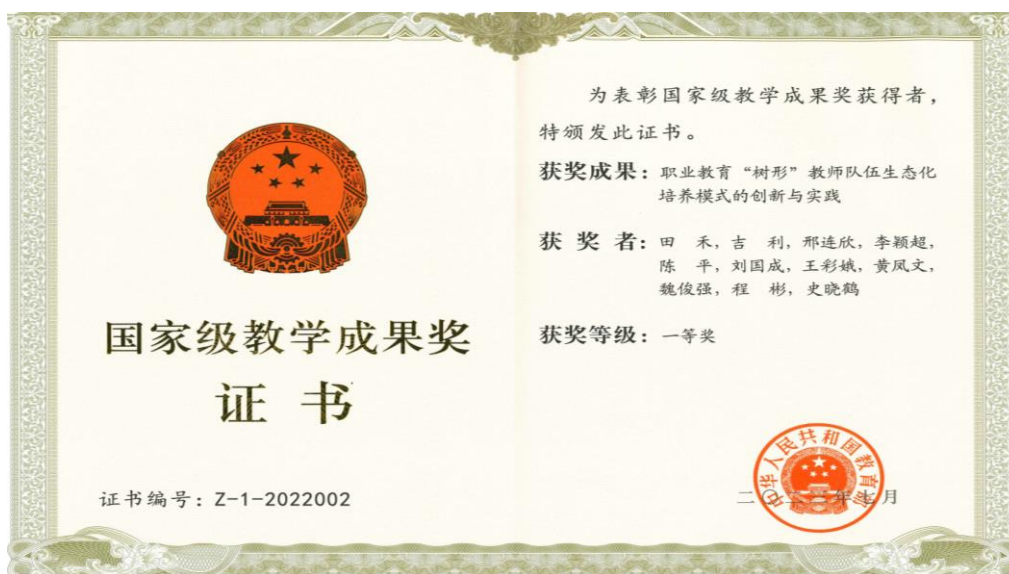 国家级教学成果奖
证 书
证书编号：Z-1-2022002
为表彰国家级教学成果奖获得者，
特颁发此证书。
获奖成果：职业教育“树形”教师队伍生态化
培养模式的创新与实践
获 奖 者：田 禾，吉 利，邢连欣，李颖超，
陈 平，刘国成，王彩娥，黄凤文，
魏俊强，程 彬，史晓鹤
获奖等级：一等奖
中华人民共和国教育部